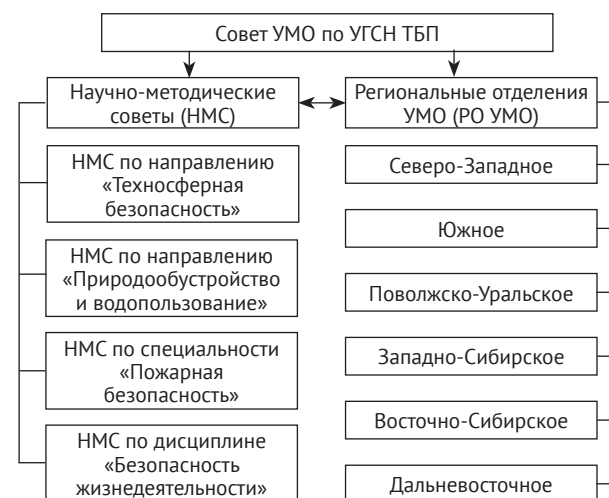 Совет УМО по УГСН ТБП
Научно-методические
советы (НМС)
НМС по направлению
«Техносферная
безопасность»
НМС по направлению
«Природообустройство
и водопользование»
НМС по специальности
«Пожарная
безопасность»
НМС по дисциплине
«Безопасность
жизнедеятельности»
Региональные отделения
УМО (РО УМО)
Северо-Западное
Южное
Поволжско-Уральское
Западно-Сибирское
Восточно-Сибирское
Дальневосточное